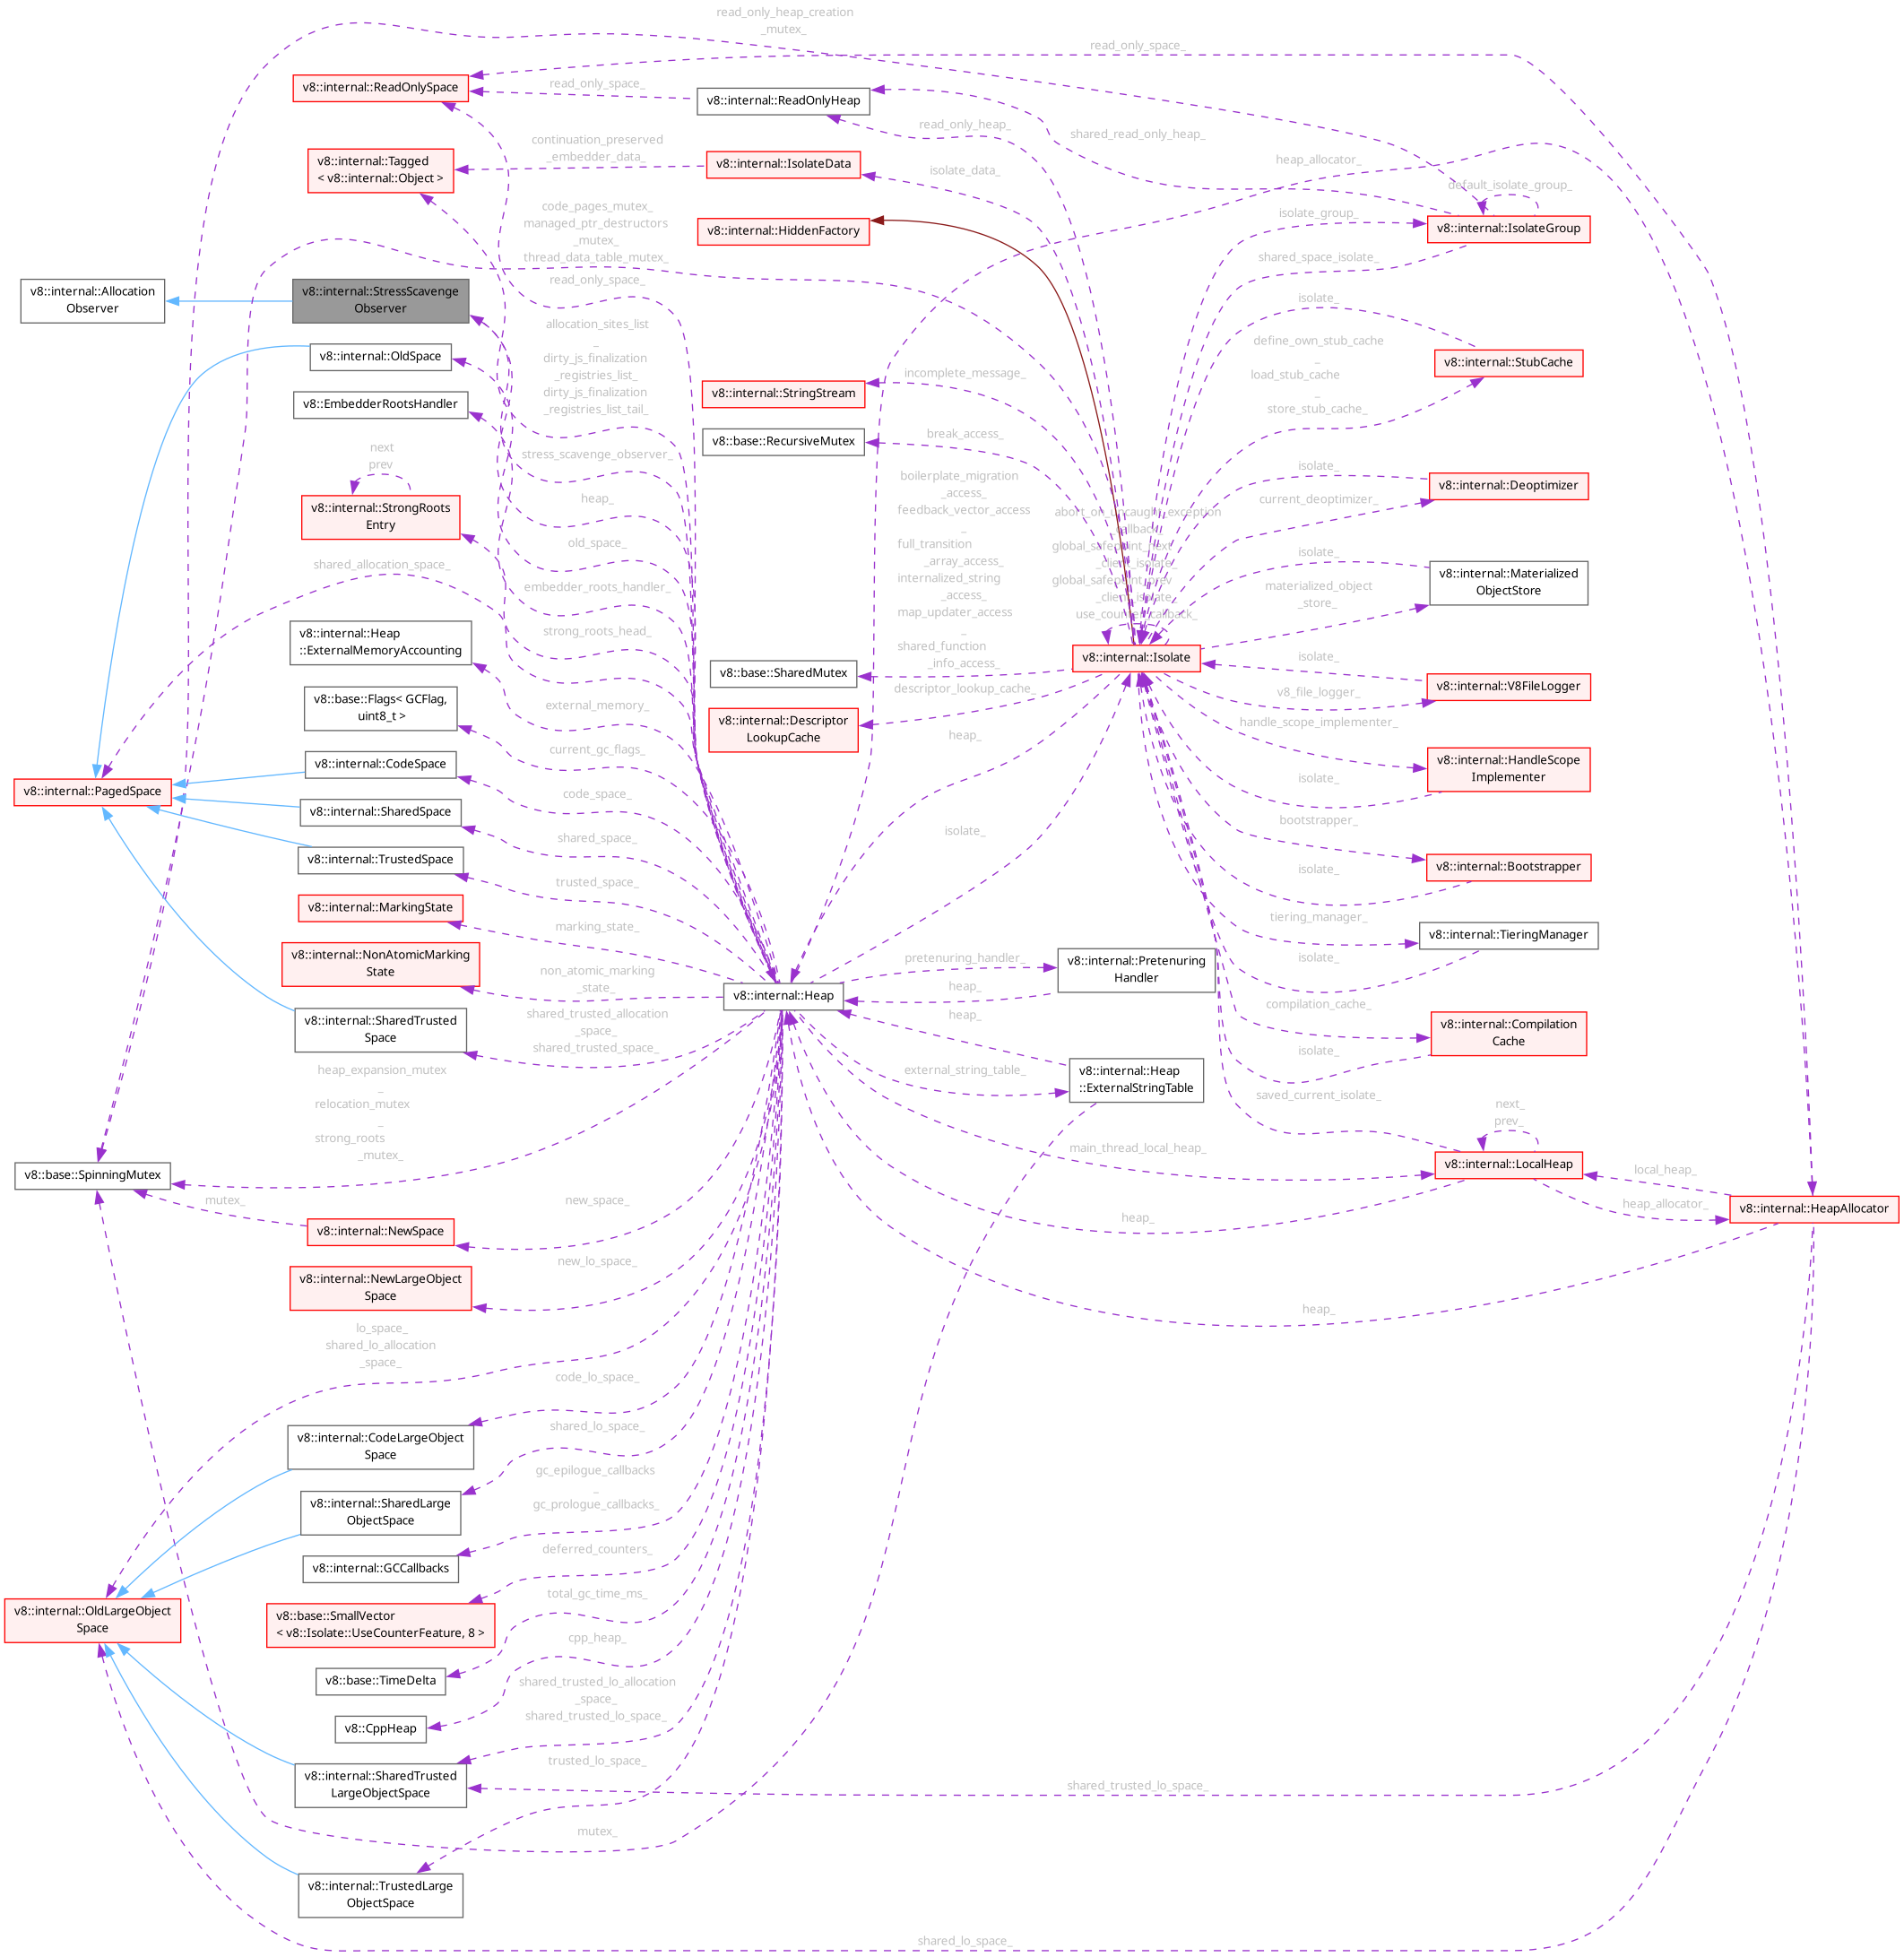 read_only_heap_creation
_mutex_
read_only_space_
v8::internal::ReadOnlySpace
read_only_space_
v8::internal::ReadOnlyHeap
read_only_heap_
shared_read_only_heap_
v8::internal::Tagged
< v8::internal::Object >
continuation_preserved
_embedder_data_
v8::internal::IsolateData
isolate_data_
heap_allocator_
default_isolate_group_
code_pages_mutex_
managed_ptr_destructors
_mutex_
thread_data_table_mutex_
v8::internal::HiddenFactory
isolate_group_
v8::internal::IsolateGroup
shared_space_isolate_
read_only_space_
v8::internal::Allocation
Observer
v8::internal::StressScavenge
Observer
isolate_
allocation_sites_list
_
dirty_js_finalization
_registries_list_
dirty_js_finalization
_registries_list_tail_
v8::internal::OldSpace
define_own_stub_cache
_
load_stub_cache
_
store_stub_cache_
v8::internal::StubCache
v8::EmbedderRootsHandler
v8::internal::StringStream
incomplete_message_
v8::base::RecursiveMutex
break_access_
next
prev
stress_scavenge_observer_
isolate_
v8::internal::Deoptimizer
current_deoptimizer_
v8::internal::StrongRoots
Entry
heap_
boilerplate_migration
_access_
feedback_vector_access
_
full_transition
_array_access_
internalized_string
_access_
map_updater_access
_
shared_function
_info_access_
abort_on_uncaught_exception
_callback_
global_safepoint_next
_client_isolate_
global_safepoint_prev
_client_isolate_
use_counter_callback_
old_space_
shared_allocation_space_
embedder_roots_handler_
isolate_
v8::internal::Materialized
ObjectStore
materialized_object
_store_
v8::internal::Heap
::ExternalMemoryAccounting
strong_roots_head_
v8::base::SharedMutex
v8::internal::Isolate
isolate_
v8::internal::V8FileLogger
v8_file_logger_
v8::base::Flags< GCFlag,
uint8_t >
external_memory_
v8::internal::Descriptor
LookupCache
descriptor_lookup_cache_
heap_
handle_scope_implementer_
v8::internal::HandleScope
Implementer
isolate_
v8::internal::CodeSpace
current_gc_flags_
v8::internal::PagedSpace
code_space_
v8::internal::SharedSpace
shared_space_
isolate_
bootstrapper_
v8::internal::Bootstrapper
isolate_
v8::internal::TrustedSpace
trusted_space_
v8::internal::MarkingState
marking_state_
tiering_manager_
v8::internal::TieringManager
isolate_
v8::internal::NonAtomicMarking
State
non_atomic_marking
_state_
v8::internal::Heap
pretenuring_handler_
heap_
v8::internal::Pretenuring
Handler
heap_
compilation_cache_
v8::internal::Compilation
Cache
isolate_
v8::internal::SharedTrusted
Space
shared_trusted_allocation
_space_
shared_trusted_space_
external_string_table_
v8::internal::Heap
::ExternalStringTable
saved_current_isolate_
heap_expansion_mutex
_
relocation_mutex
_
strong_roots
_mutex_
next_
prev_
main_thread_local_heap_
v8::internal::LocalHeap
local_heap_
heap_allocator_
v8::internal::HeapAllocator
v8::base::SpinningMutex
mutex_
v8::internal::NewSpace
new_space_
heap_
v8::internal::NewLargeObject
Space
new_lo_space_
heap_
lo_space_
shared_lo_allocation
_space_
code_lo_space_
v8::internal::CodeLargeObject
Space
shared_lo_space_
v8::internal::SharedLarge
ObjectSpace
gc_epilogue_callbacks
_
gc_prologue_callbacks_
v8::internal::GCCallbacks
deferred_counters_
v8::internal::OldLargeObject
Space
v8::base::SmallVector
< v8::Isolate::UseCounterFeature, 8 >
total_gc_time_ms_
v8::base::TimeDelta
cpp_heap_
v8::CppHeap
shared_trusted_lo_allocation
_space_
shared_trusted_lo_space_
v8::internal::SharedTrusted
LargeObjectSpace
trusted_lo_space_
shared_trusted_lo_space_
mutex_
v8::internal::TrustedLarge
ObjectSpace
shared_lo_space_